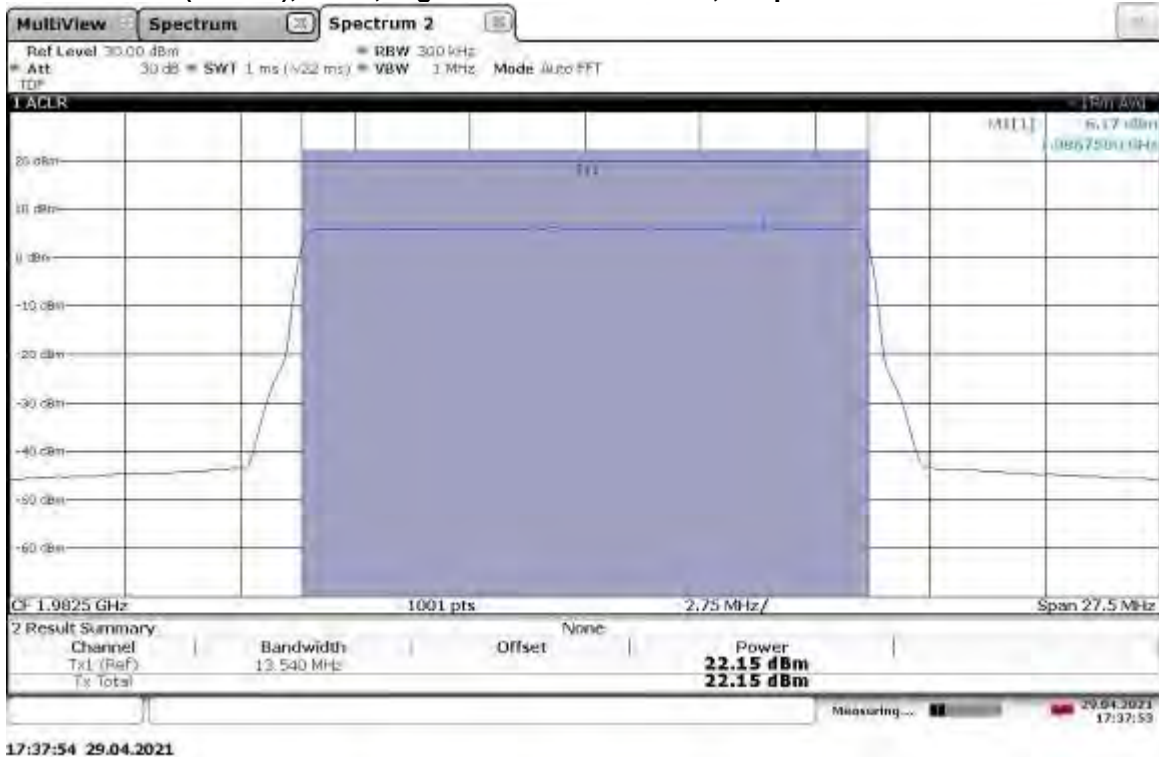 MultiView Spectrum Spectrum 2
Ref Level 30.00 dBm RBW 300 kHz
Att 30 dB SWT 1 ms (~22 ms) VBW 1 MHz Mode Auto FFT
TDF
1 ACLR 1Rm Avg
M1[1] 6.17 dBm
20 dBm
Tx1
10 dBm
0 dBm
-10 dBm
-20 dBm
-30 dBm
-40 dBm
-50 dBm
-60 dBm
CF 1.9825 GHz 1001 pts 2.75 MHz/ Span 27.5 MHz
2 Result Summary None
Channel Bandwidth Offset Power
Tx1 (Ref) 13.540 MHz 22.15 dBm
Tx Total 22.15 dBm
Measuring... 29.04.2021
17:37:53
17:37:54 29.04.2021